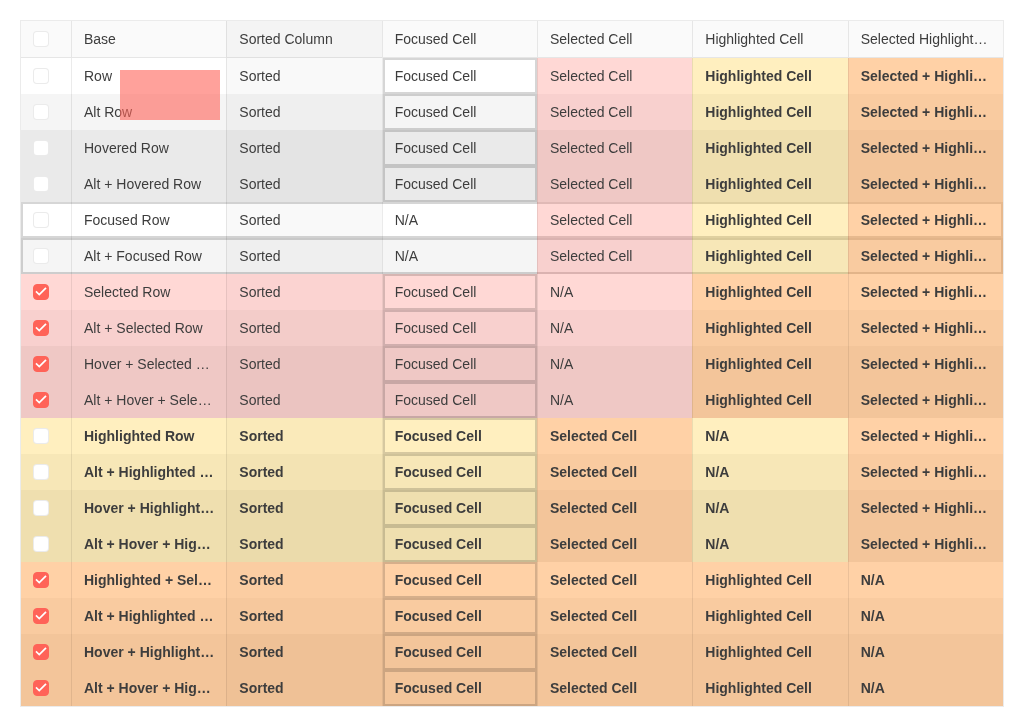 Base Sorted Column Focused Cell Selected Cell Highlighted Cell Selected Highlight…
Row Sorted Focused Cell Selected Cell Highlighted Cell Selected + Highli…
Alt Row Sorted Focused Cell Selected Cell Highlighted Cell Selected + Highli…
Hovered Row Sorted Focused Cell Selected Cell Highlighted Cell Selected + Highli…
Alt + Hovered Row Sorted Focused Cell Selected Cell Highlighted Cell Selected + Highli…
Focused Row Sorted N/A Selected Cell Highlighted Cell Selected + Highli…
Alt + Focused Row Sorted N/A Selected Cell Highlighted Cell Selected + Highli…
Selected Row Sorted Focused Cell N/A Highlighted Cell Selected + Highli…
Alt + Selected Row Sorted Focused Cell N/A Highlighted Cell Selected + Highli…
Hover + Selected … Sorted Focused Cell N/A Highlighted Cell Selected + Highli…
Alt + Hover + Sele… Sorted Focused Cell N/A Highlighted Cell Selected + Highli…
Highlighted Row Sorted Focused Cell Selected Cell N/A Selected + Highli…
Alt + Highlighted … Sorted Focused Cell Selected Cell N/A Selected + Highli…
Hover + Highlight… Sorted Focused Cell Selected Cell N/A Selected + Highli…
Alt + Hover + Hig… Sorted Focused Cell Selected Cell N/A Selected + Highli…
Highlighted + Sel… Sorted Focused Cell Selected Cell Highlighted Cell N/A
Alt + Highlighted … Sorted Focused Cell Selected Cell Highlighted Cell N/A
Hover + Highlight… Sorted Focused Cell Selected Cell Highlighted Cell N/A
Alt + Hover + Hig… Sorted Focused Cell Selected Cell Highlighted Cell N/A